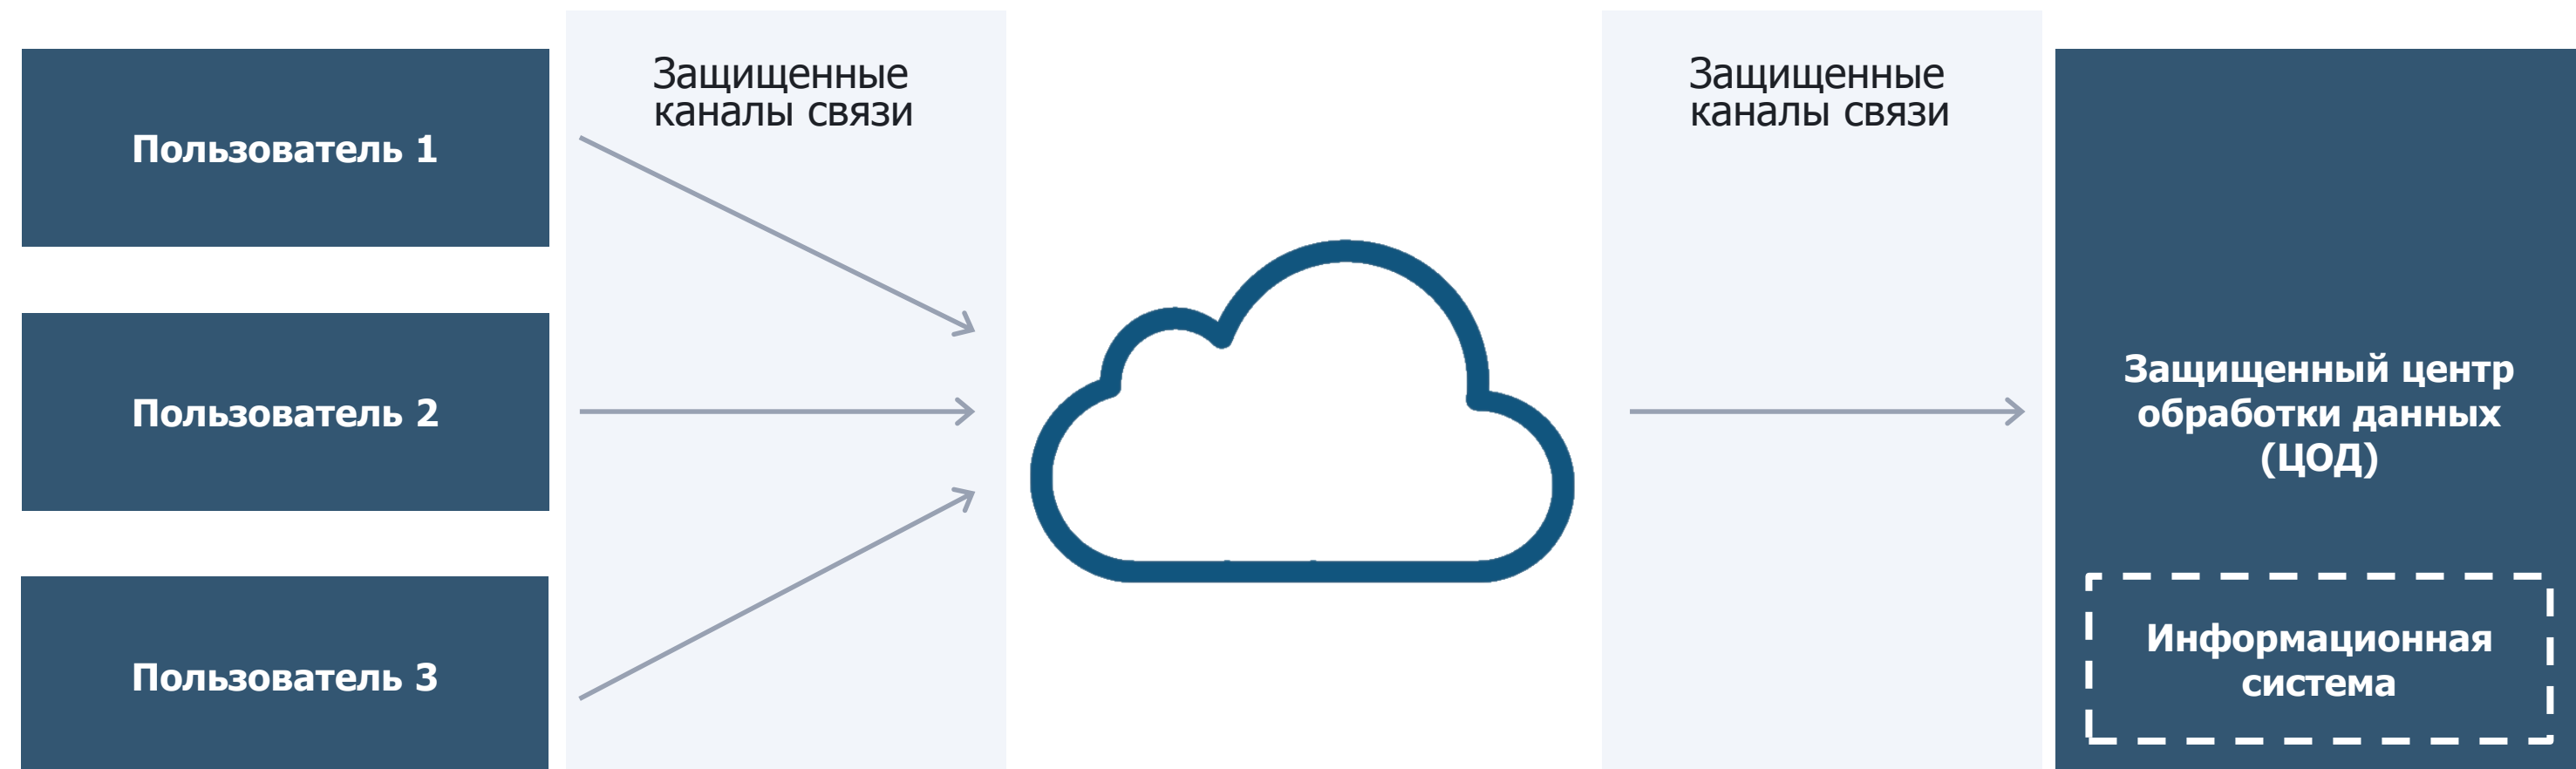 Защищенные
каналы связи
Защищенные
каналы связи
Пользователь 1
Пользователь 2
Пользователь 3
Защищенный центр
обработки данных
(ЦОД)
Информационная
система